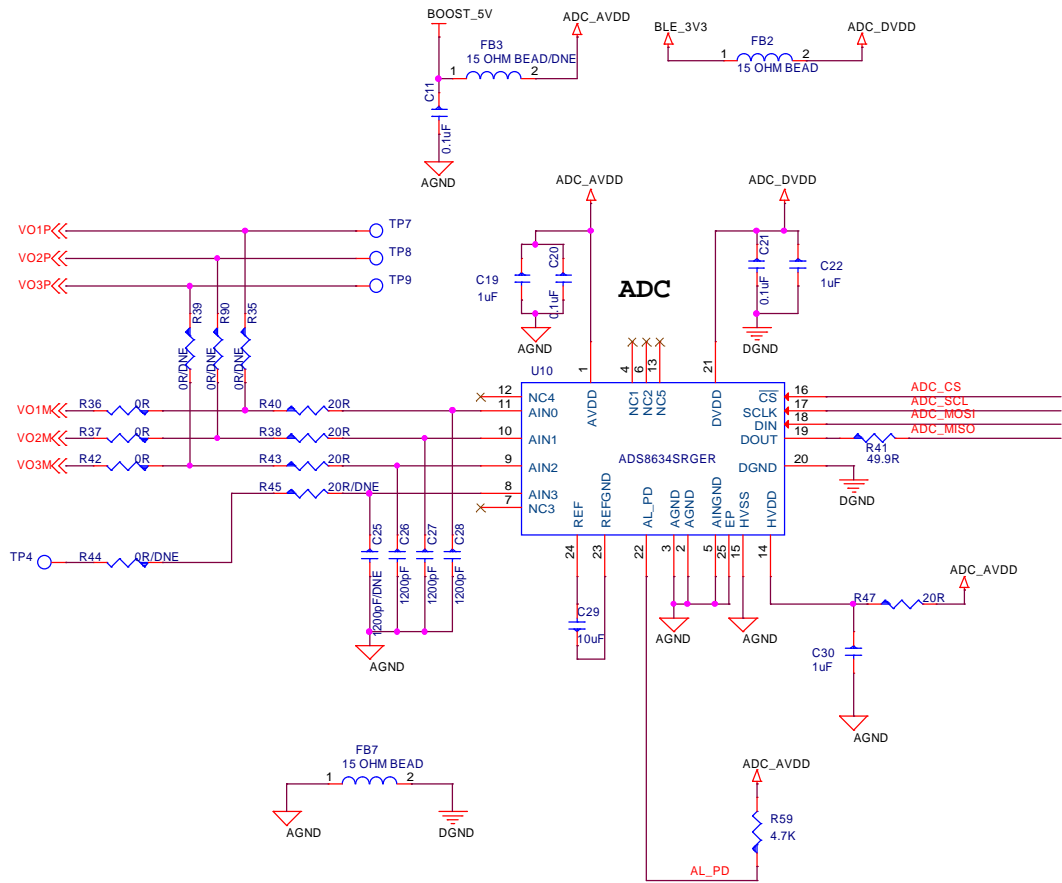 BOOST_5V
ADC_AVDD
BLE_3V3
ADC_DVDD
FB3
15 OHM BEAD/DNE
1
2
FB2
1
2
15 OHM BEAD
C11
0.1uF
AGND
ADC_AVDD
ADC_DVDD
VO1P
TP7
VO2P
TP8
VO3P
TP9
C19
1uF
C20
0.1uF
AGND
ADC
C21
0.1uF
C22
1uF
DGND
R39
0R/DNE
R90
0R/DNE
R35
0R/DNE
U10
1
4
6
13
21
AVDD
NC1
NC2
NC5
DVDD
VO1M
R36
0R
R40
20R
VO2M
R37
0R
R38
20R
VO3M
R42
0R
R43
20R
R45
20R/DNE
TP4
R44
0R/DNE
12
NC4
11
AIN0
10
AIN1
9
AIN2
8
AIN3
7
NC3
ADS8634SRGER
CS
16
ADC_CS
SCLK
17
ADC_SCL
DIN
18
ADC_MOSI
DOUT
19
ADC_MISO
R41
49.9R
DGND
20
DGND
REF
REFGND
AL_PD
AGND
AGND
AINGND
EP
HVSS
HVDD
24
23
22
3
2
5
25
15
14
C25
1200pF/DNE
C26
1200pF
C27
1200pF
C28
1200pF
AGND
C29
10uF
AGND
AGND
R47
20R
ADC_AVDD
C30
1uF
AGND
FB7
15 OHM BEAD
1
2
AGND
DGND
ADC_AVDD
R59
4.7K
AL_PD